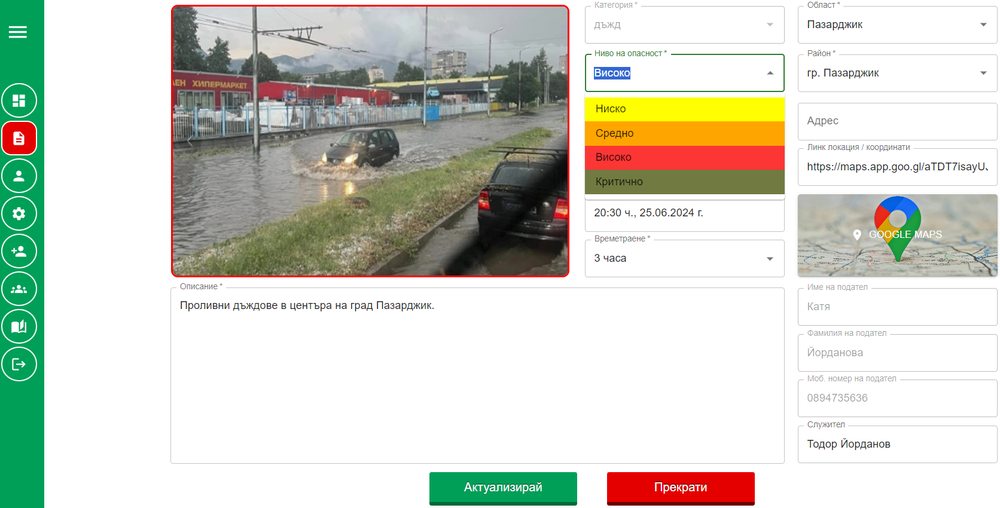 ЕН ХИПЕРМАРКЕТ
Категория *
дъжд
Ниво на опасност *
Високо
Ниско
Средно
Високо
Критично
20:30 ч., 25.06.2024 г.
Времетраене *
3 часа
Описание *
Проливни дъждове в центъра на град Пазарджик.
Област *
Пазарджик
Район *
гр. Пазарджик
Адрес
Линк локация / координати
https://maps.app.goo.gl/aTDT7isayU
GOOGLE MAPS
Име на подател
Катя
Фамилия на подател
Йорданова
Моб. номер на подател
0894735636
Служител
Тодор Йорданов
Актуализирай
Прекрати